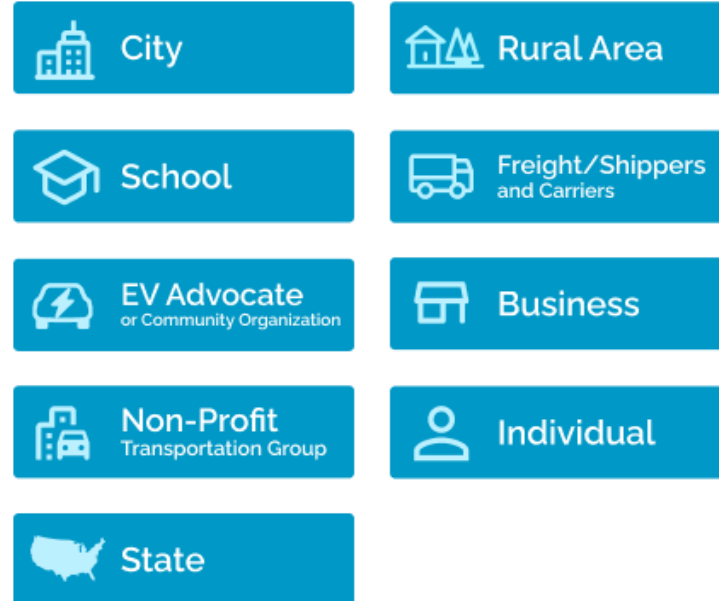 City
Rural Area
School
Freight/Shippers
and Carriers
EV Advocate
or Community Organization
Business
Non-Profit
Transportation Group
Individual
State